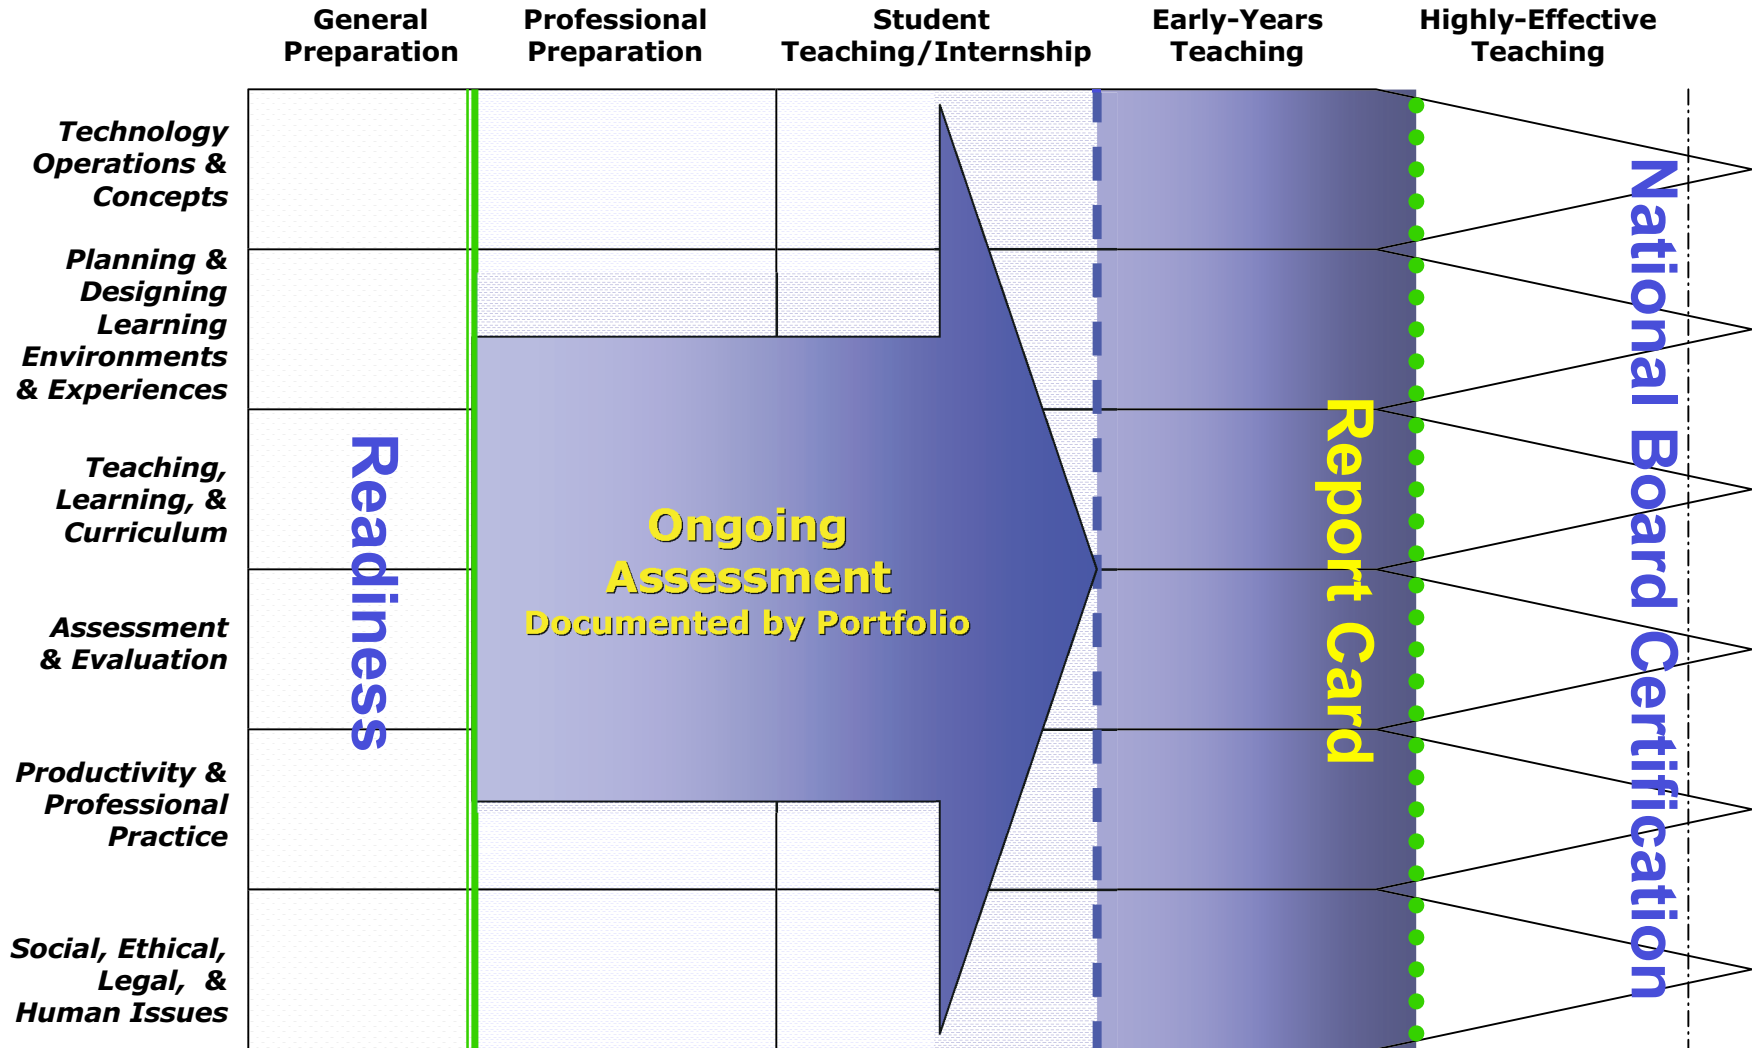 General
Preparation
Professional
Preparation
Student
Teaching/Internship
Early-Years
Teaching
Highly-Effective
Teaching
Technology
Operations &
Concepts
Planning &
Designing
Learning
Environments
& Experiences
Teaching,
Learning, &
Curriculum
Assessment
& Evaluation
Productivity &
Professional
Practice
Social, Ethical,
Legal,  &
Human Issues
Readiness
Ongoing
Assessment
Documented by Portfolio
Report Card
National Board Certification